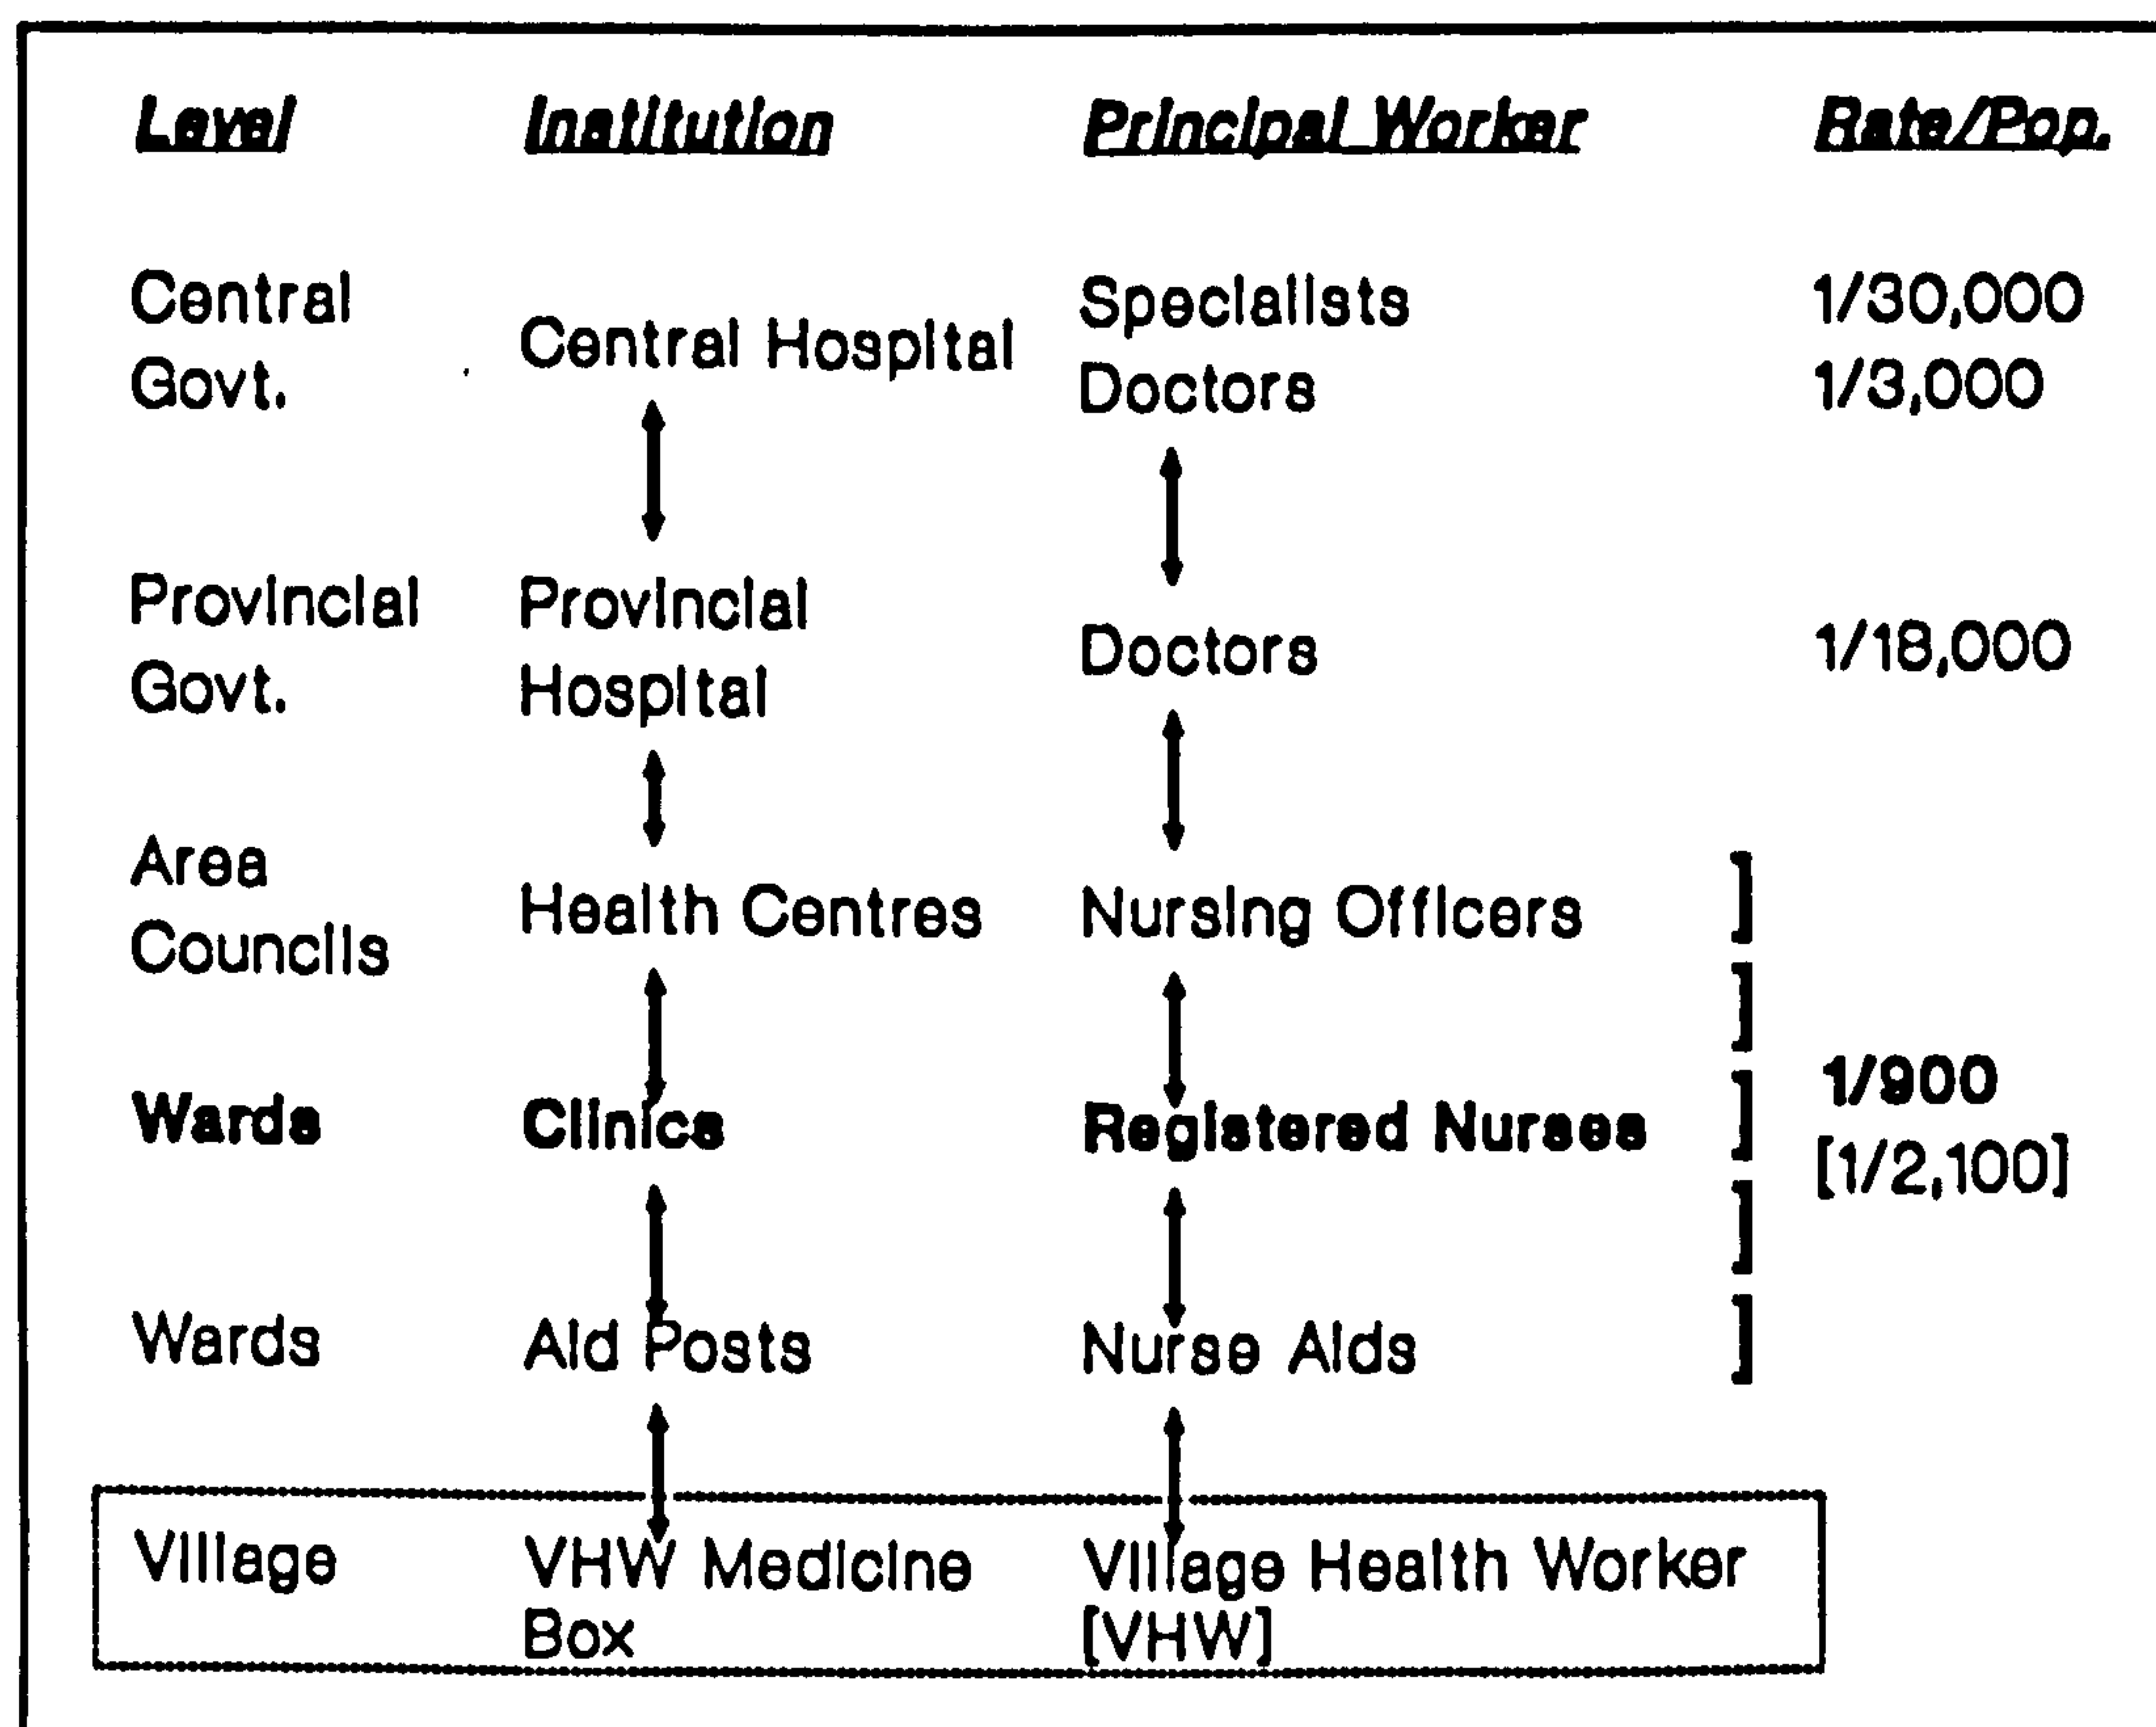 Level Institution Principal Worker Rate/Pop.
Central Specialists 1/30,000
Central Hospital
Govt. Doctors 1/3,000
Provincial Provincial
Doctors 1/18,000
Govt. Hospital
Area
Health Centres Nursing Officers ]
Councils
]
1/900
Wards Clinics Registered Nurses ]
[1/2,100]
]
Wards Aid Posts Nurse Aids ]
Village VHW Medicine Village Health Worker
Box [VHW]